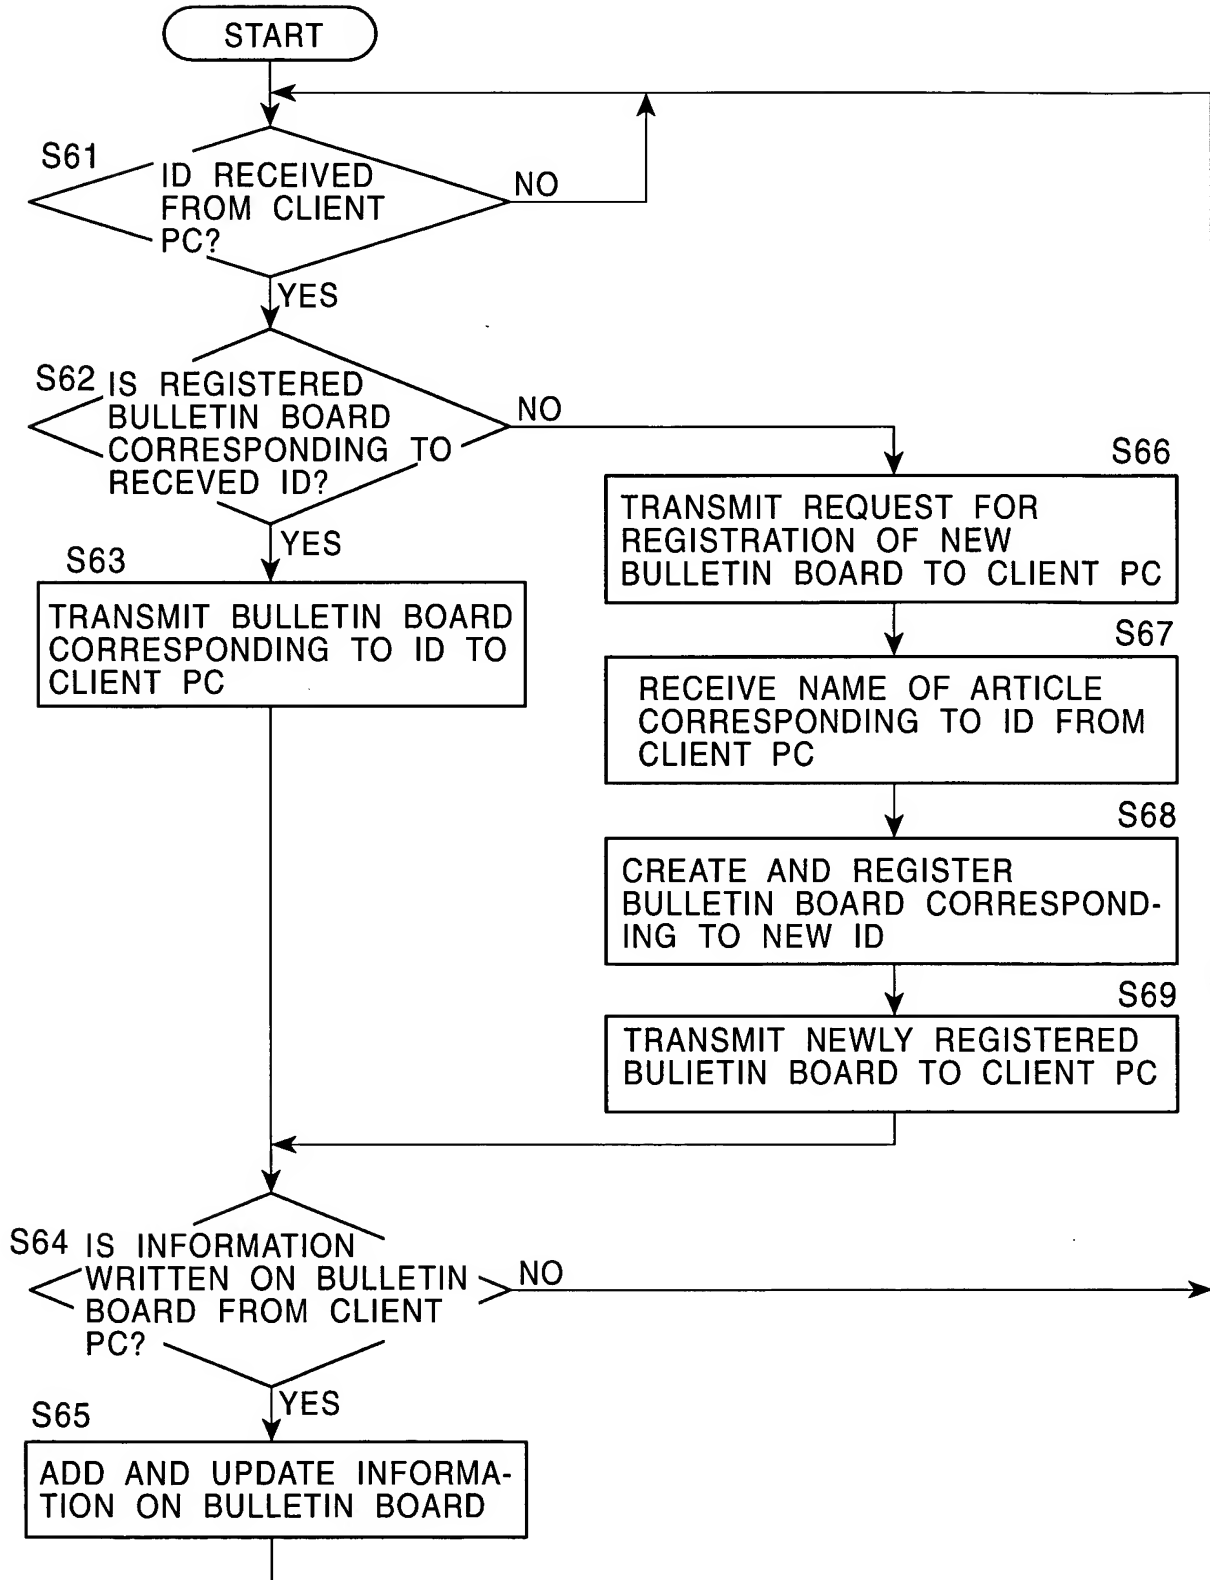 START
S61
ID RECEIVED
FROM CLIENT
PC?
NO
YES
S62
IS REGISTERED
BULLETIN BOARD
CORRESPONDING TO
RECEVED ID?
NO
YES
S63
TRANSMIT BULLETIN BOARD
CORRESPONDING TO ID TO
CLIENT PC
S66
TRANSMIT REQUEST FOR
REGISTRATION OF NEW
BULLETIN BOARD TO CLIENT PC
S67
RECEIVE NAME OF ARTICLE
CORRESPONDING TO ID FROM
CLIENT PC
S68
CREATE AND REGISTER
BULLETIN BOARD CORRESPOND-
ING TO NEW ID
S69
TRANSMIT NEWLY REGISTERED
BULIETIN BOARD TO CLIENT PC
S64
IS INFORMATION
WRITTEN ON BULLETIN
BOARD FROM CLIENT
PC?
NO
YES
S65
ADD AND UPDATE INFORMA-
TION ON BULLETIN BOARD